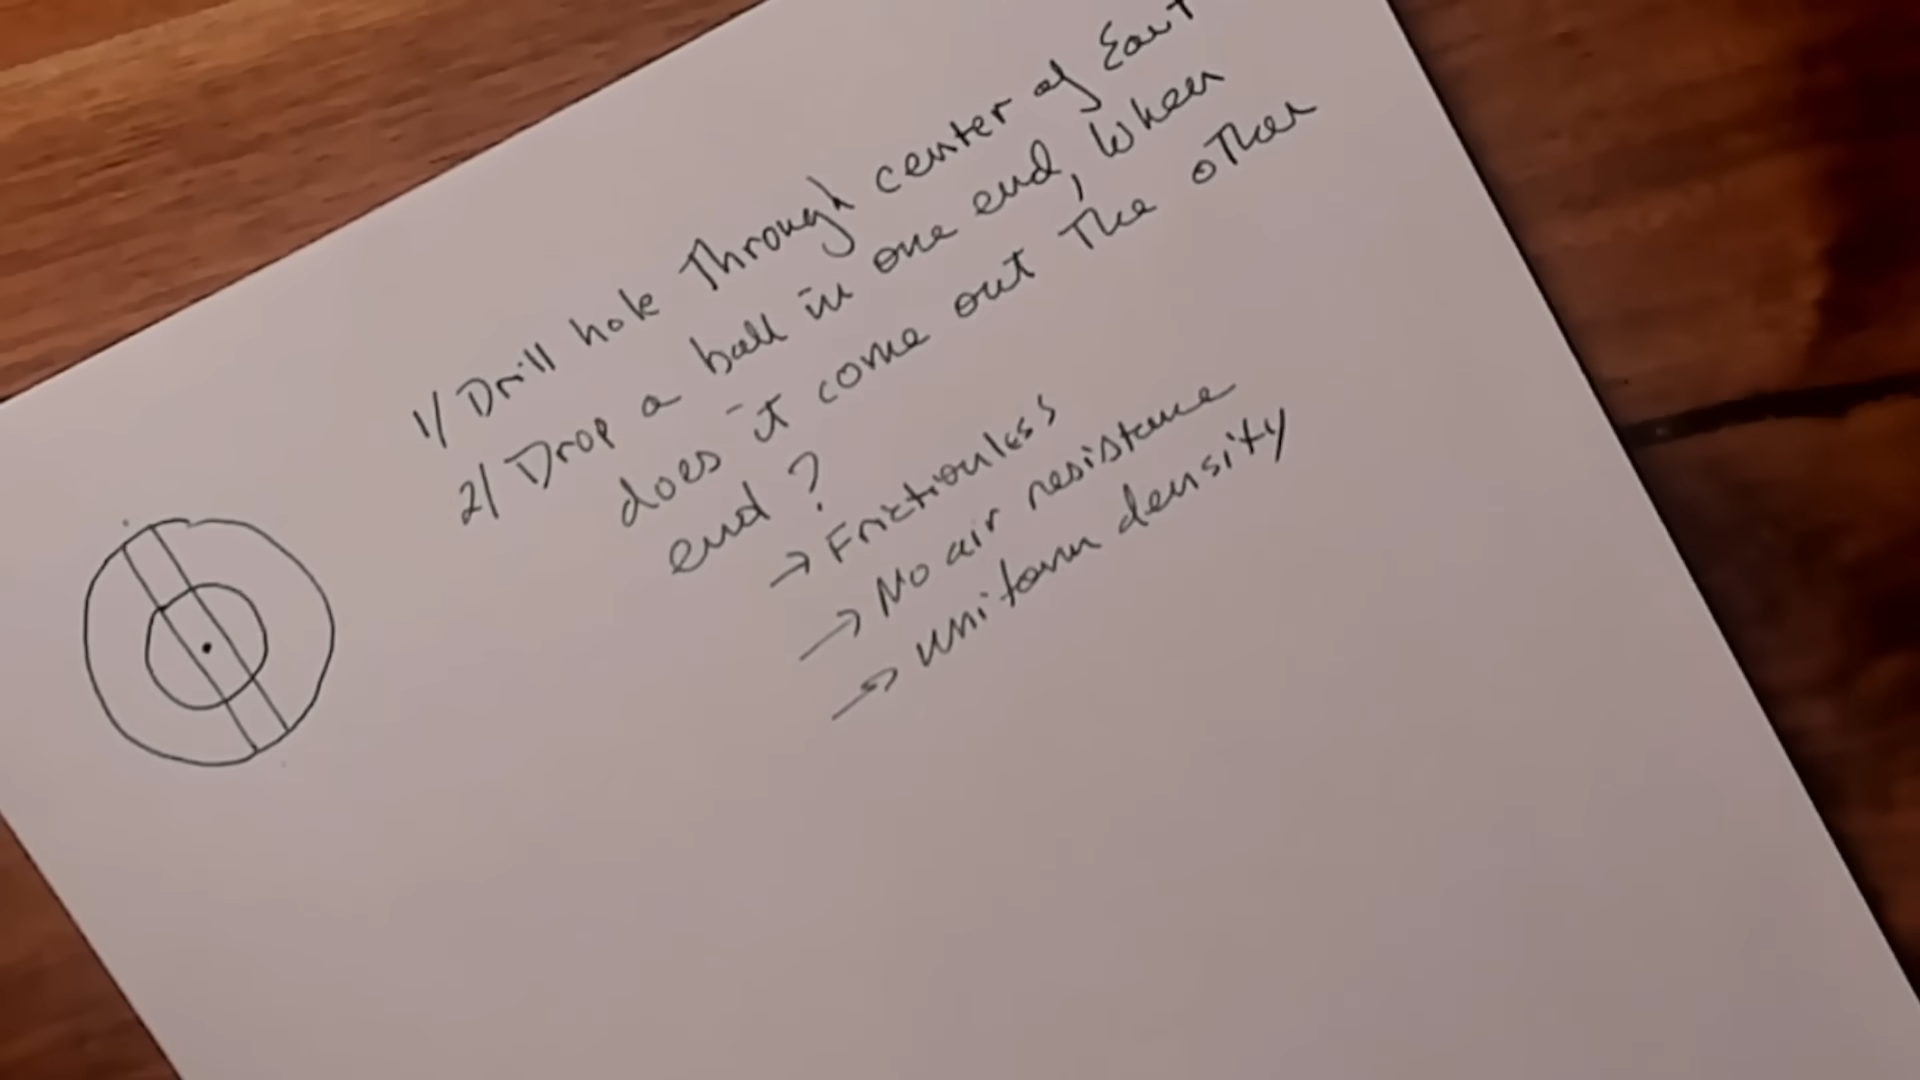 1/ Drill hole Through center of Eart
2/ Drop a ball in one end, When
does it come out The other
end ?
→ Frictionless
→ No air resistance
→ uniform density